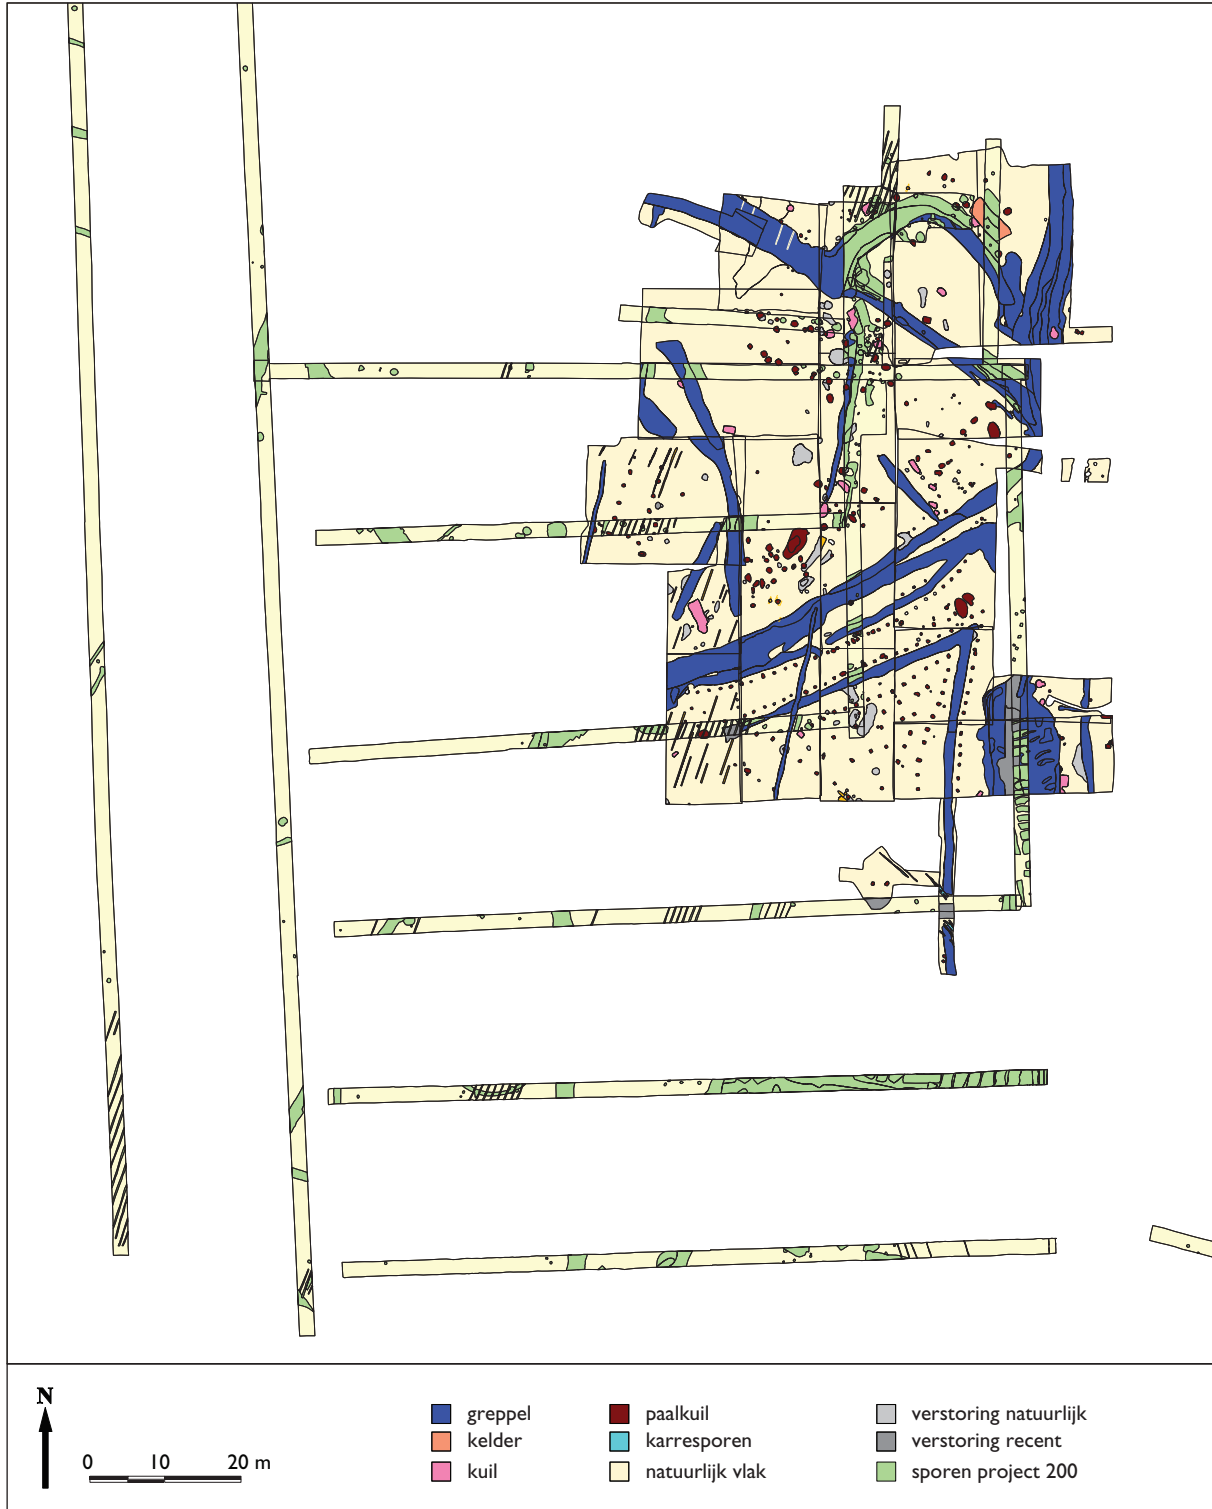 N
0 10 20 m
greppel
kelder
kuil
paalkuil
karresporen
natuurlijk vlak
verstoring natuurlijk
verstoring recent
sporen project 200